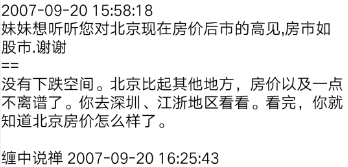 2007-09-20 15:58:18
妹妹想听听您对北京现在房价后市的高见,房市如
股市.谢谢
==
没有下跌空间。北京比起其他地方，房价以及一点
不离谱了。你去深圳、江浙地区看看。看完，你就
知道北京房价怎么样了。
缠中说禅 2007-09-20 16:25:43